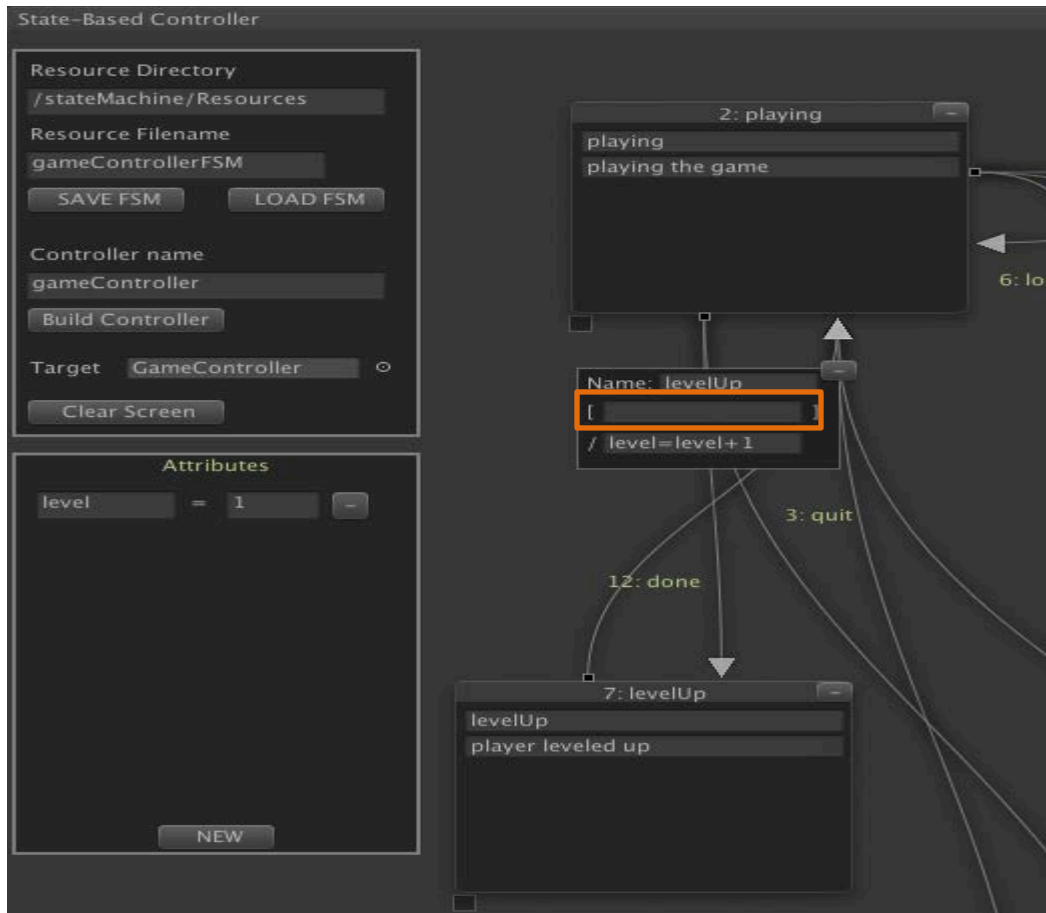 State-Based Controller
Resource Directory
/stateMachine/Resources
Resource Filename
gameControllerFSM
SAVE FSM LOAD FSM
Controller name
gameController
Build Controller
Target GameController
Clear Screen
Attributes
level = 1 -
NEW
2: playing -
playing
playing the game
6: lo
-
Name: levelUp
[ ]
/ level=level+1
3: quit
12: done
7: levelUp -
levelUp
player leveled up